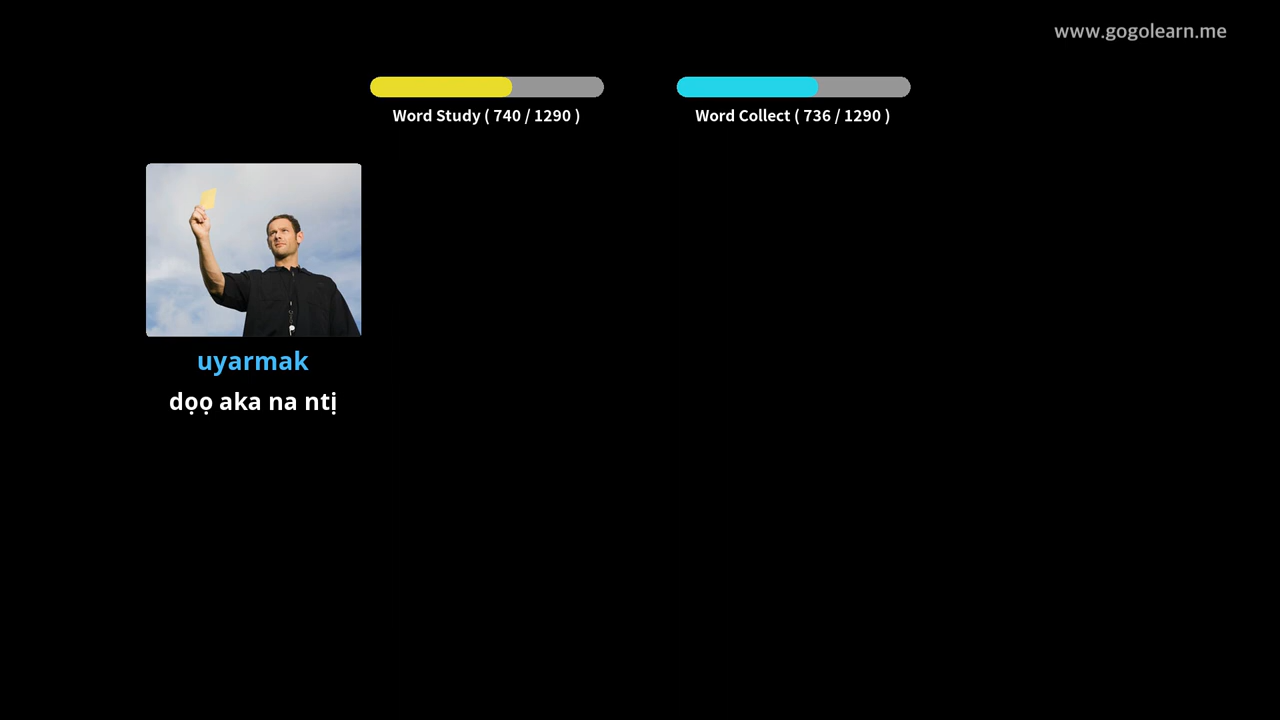 www.gogolearn.me
Word Study ( 740 / 1290 )
Word Collect ( 736 / 1290 )
uyarmak
dọọ aka na ntị